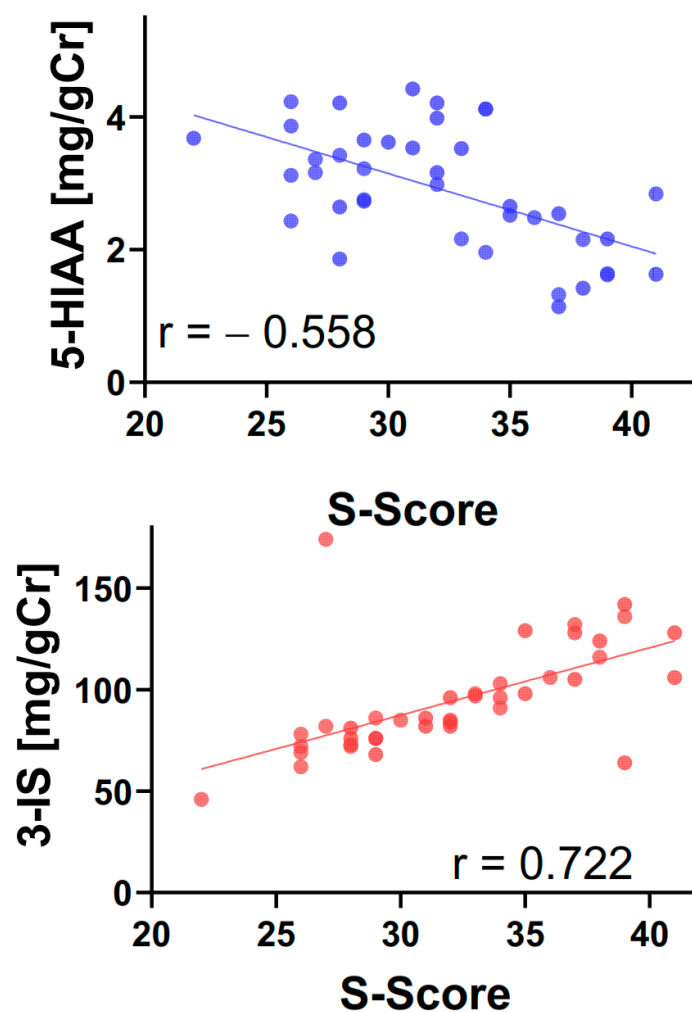 5-HIAA [mg/gCr]
4
2
0
r = – 0.558
20 25 30 35 40
S-Score
3-IS [mg/gCr]
150
100
50
0
r = 0.722
20 25 30 35 40
S-Score